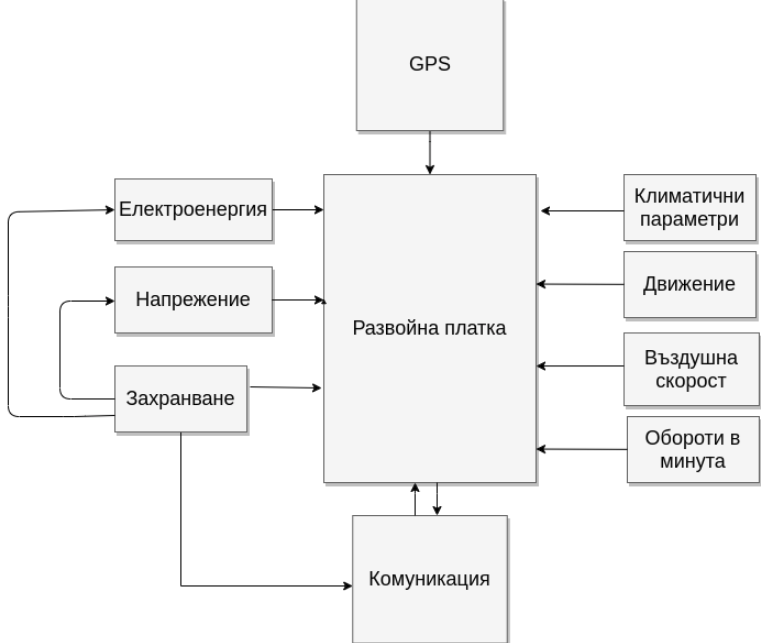 GPS
Електроенергия
Напрежение
Захранване
Развойна платка
Климатични
параметри
Движение
Въздушна
скорост
Обороти в
минута
Комуникация